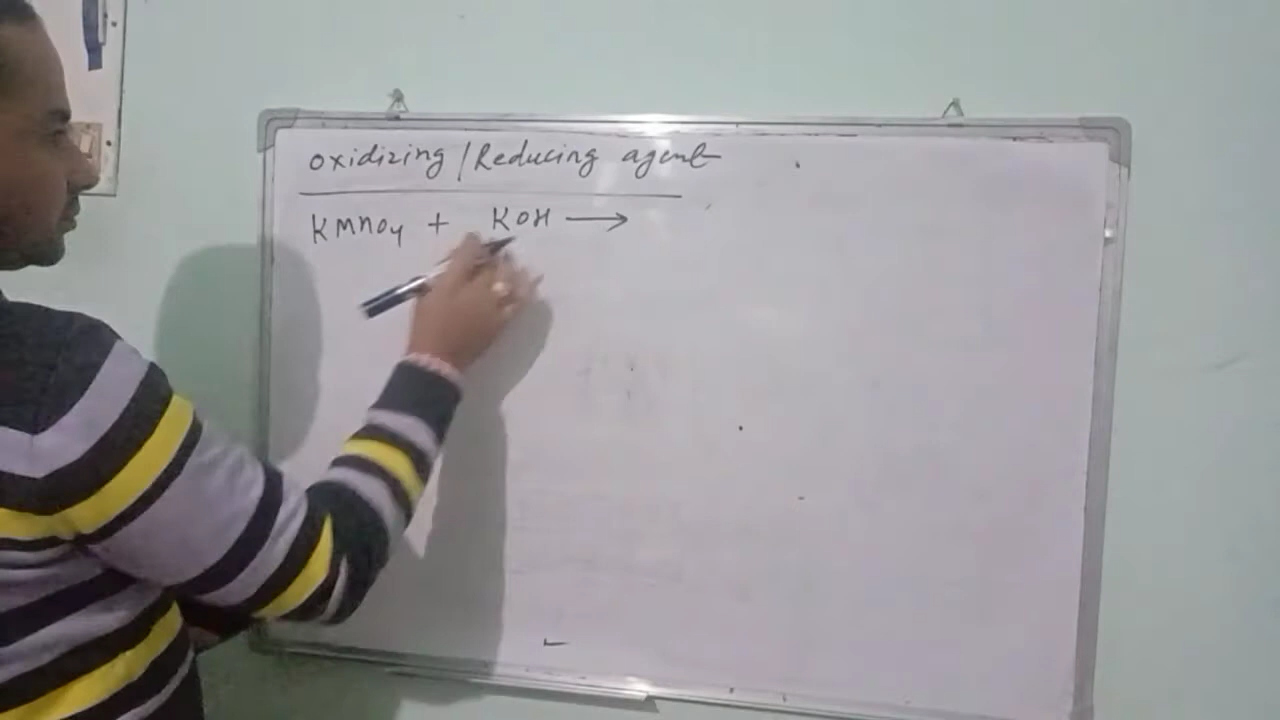 oxidizing / Reducing agent
KMnO4 + KOH ⟶